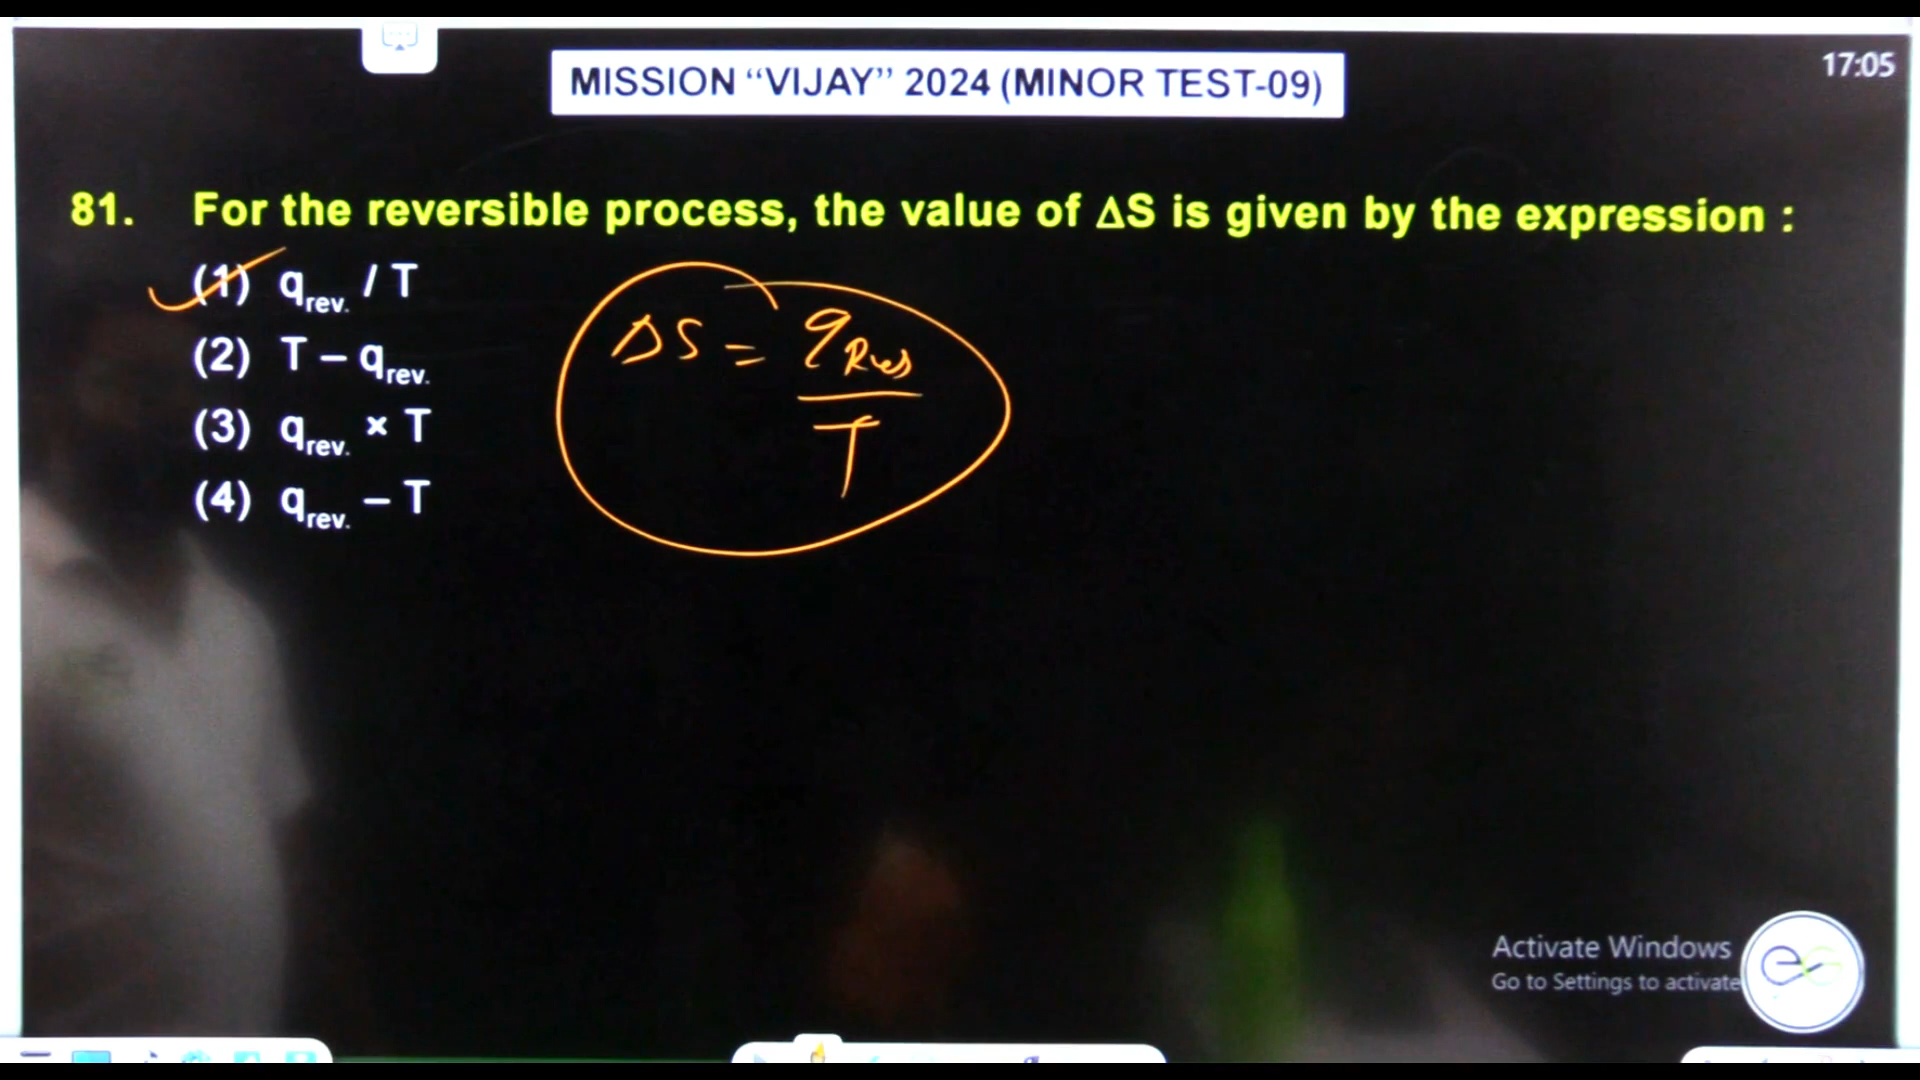 17:05
MISSION “VIJAY” 2024 (MINOR TEST-09)
81. For the reversible process, the value of ΔS is given by the expression :
(1) qrev. / T
(2) T – qrev.
(3) qrev. × T
(4) qrev. – T
ΔS = qRev
T
Activate Windows
Go to Settings to activate